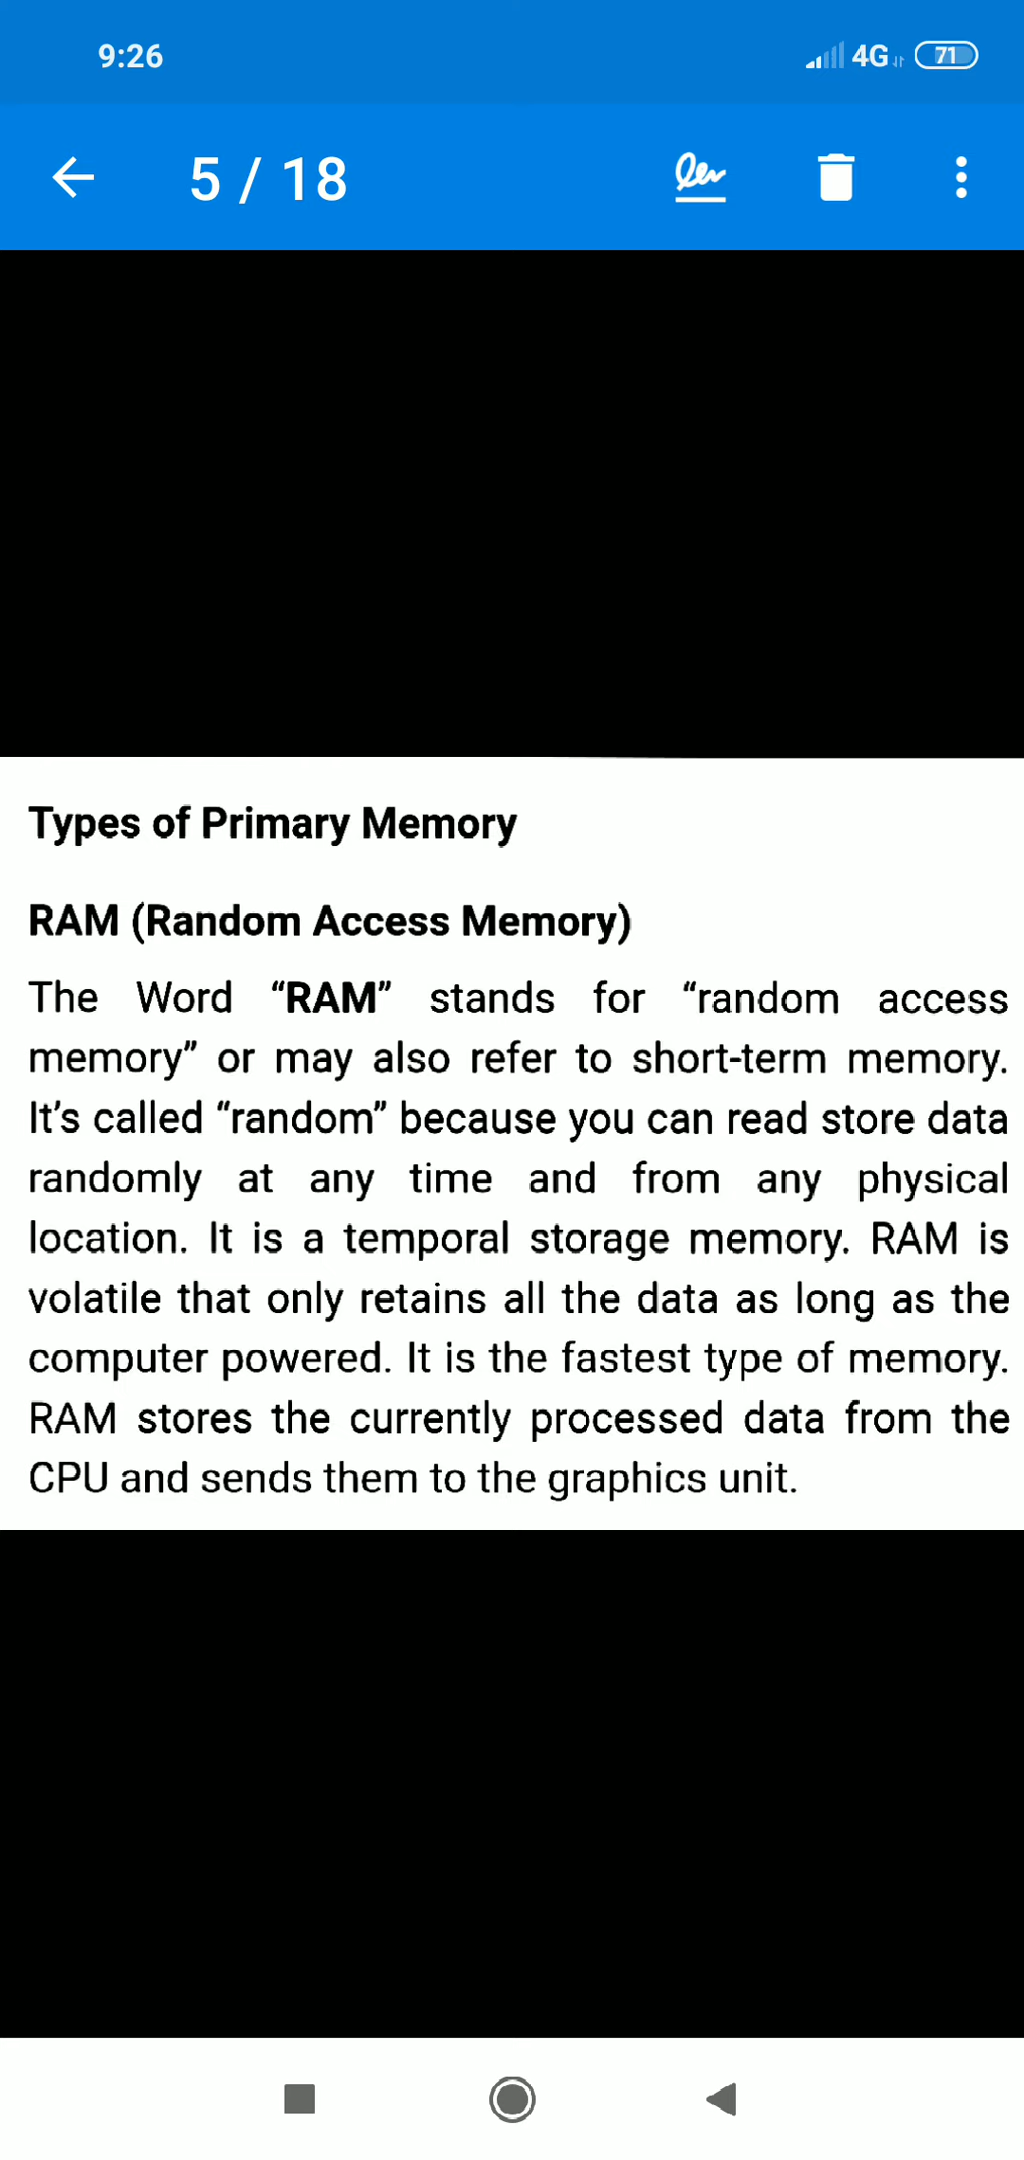 9:26 4G 71
5 / 18
Types of Primary Memory
RAM (Random Access Memory)
The Word “RAM” stands for “random access
memory” or may also refer to short-term memory.
It’s called “random” because you can read store data
randomly at any time and from any physical
location. It is a temporal storage memory. RAM is
volatile that only retains all the data as long as the
computer powered. It is the fastest type of memory.
RAM stores the currently processed data from the
CPU and sends them to the graphics unit.